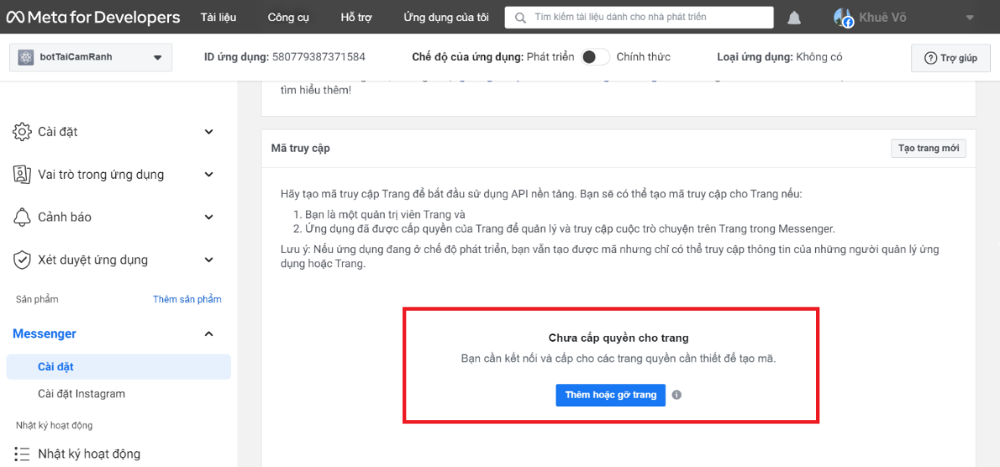 Meta for Developers Tài liệu Công cụ Hỗ trợ Ứng dụng của tôi Tìm kiếm tài liệu dành cho nhà phát triển Khuê Võ
botTaiCamRanh ID ứng dụng: 580779387371584 Chế độ của ứng dụng: Phát triển Chính thức Loại ứng dụng: Không có Trợ giúp
tìm hiểu thêm!
Cài đặt
Vai trò trong ứng dụng
Cảnh báo
Xét duyệt ứng dụng
Sản phẩm Thêm sản phẩm
Messenger
Cài đặt
Cài đặt Instagram
Nhật ký hoạt động
Nhật ký hoạt động
Mã truy cập Tạo trang mới
Hãy tạo mã truy cập Trang để bắt đầu sử dụng API nền tảng. Bạn sẽ có thể tạo mã truy cập cho Trang nếu:
1. Bạn là một quản trị viên Trang và
2. Ứng dụng đã được cấp quyền của Trang để quản lý và truy cập cuộc trò chuyện trên Trang trong Messenger.
Lưu ý: Nếu ứng dụng đang ở chế độ phát triển, bạn vẫn tạo được mã nhưng chỉ có thể truy cập thông tin của những người quản lý ứng
dụng hoặc Trang.
Chưa cấp quyền cho trang
Bạn cần kết nối và cấp cho các trang quyền cần thiết để tạo mã.
Thêm hoặc gỡ trang